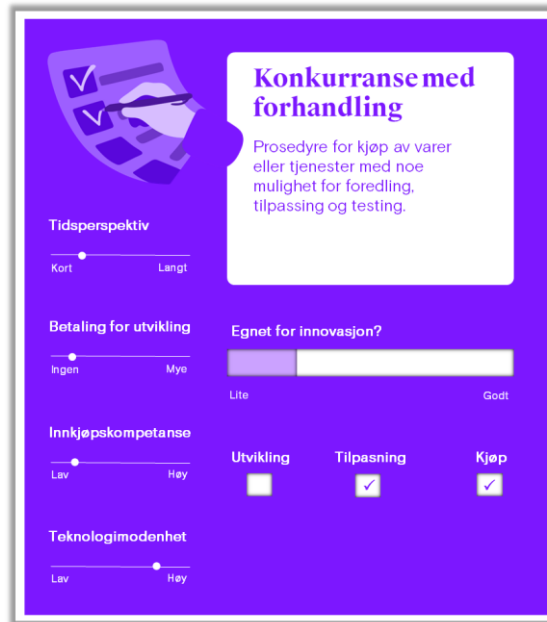 Konkurranse med
forhandling
Prosedyre for kjøp av varer
eller tjenester med noe
mulighet for foredling,
tilpassing og testing.
Tidsperspektiv
Kort Langt
Betaling for utvikling
Ingen Mye
Innkjøpskompetanse
Lav Høy
Teknologimodenhet
Lav Høy
Egnet for innovasjon?
Lite Godt
Utvikling Tilpasning Kjøp